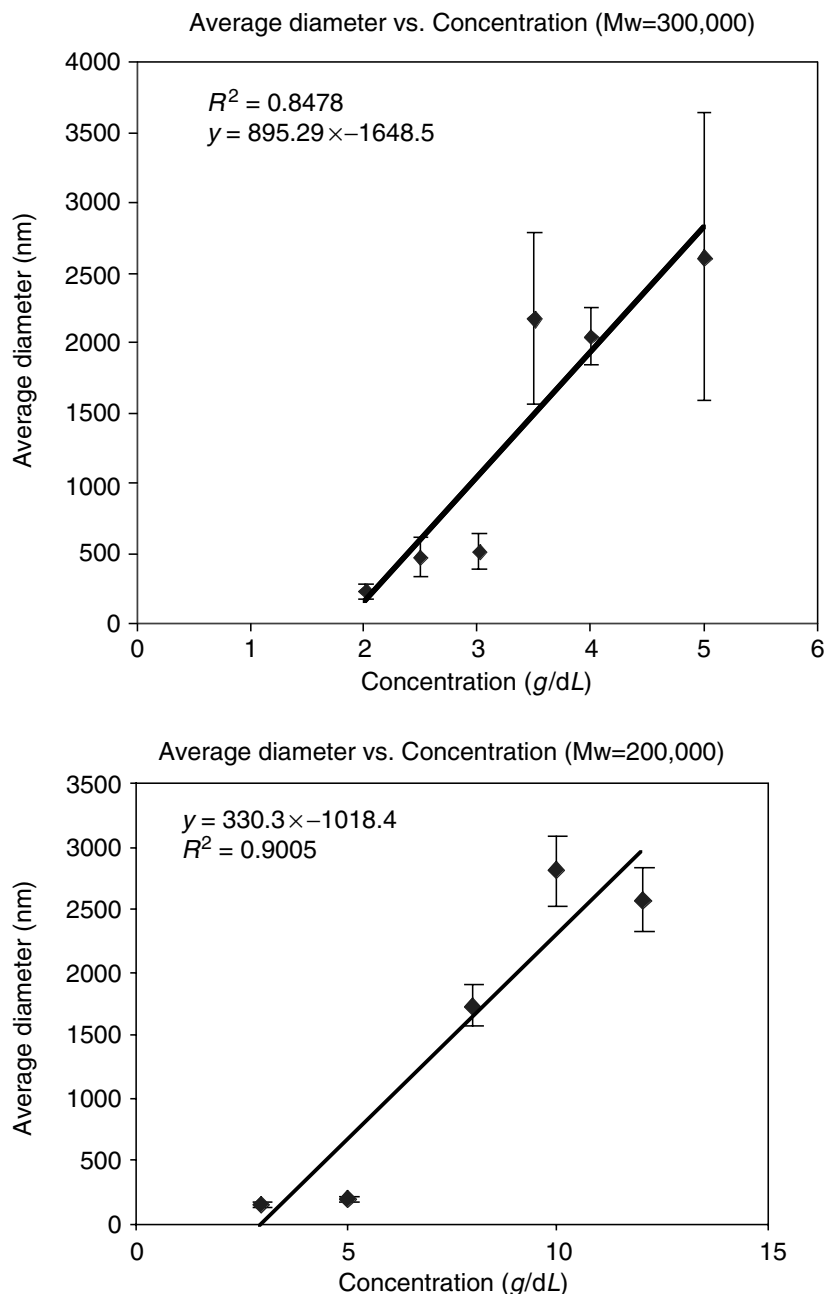 Average diameter vs. Concentration (Mw=300,000)
R² = 0.8478
y = 895.29×−1648.5
Average diameter (nm)
4000
3500
3000
2500
2000
1500
1000
500
0
0 1 2 3 4 5 6
Concentration (g/dL)
Average diameter vs. Concentration (Mw=200,000)
y = 330.3×−1018.4
R² = 0.9005
Average diameter (nm)
3500
3000
2500
2000
1500
1000
500
0
0 5 10 15
Concentration (g/dL)